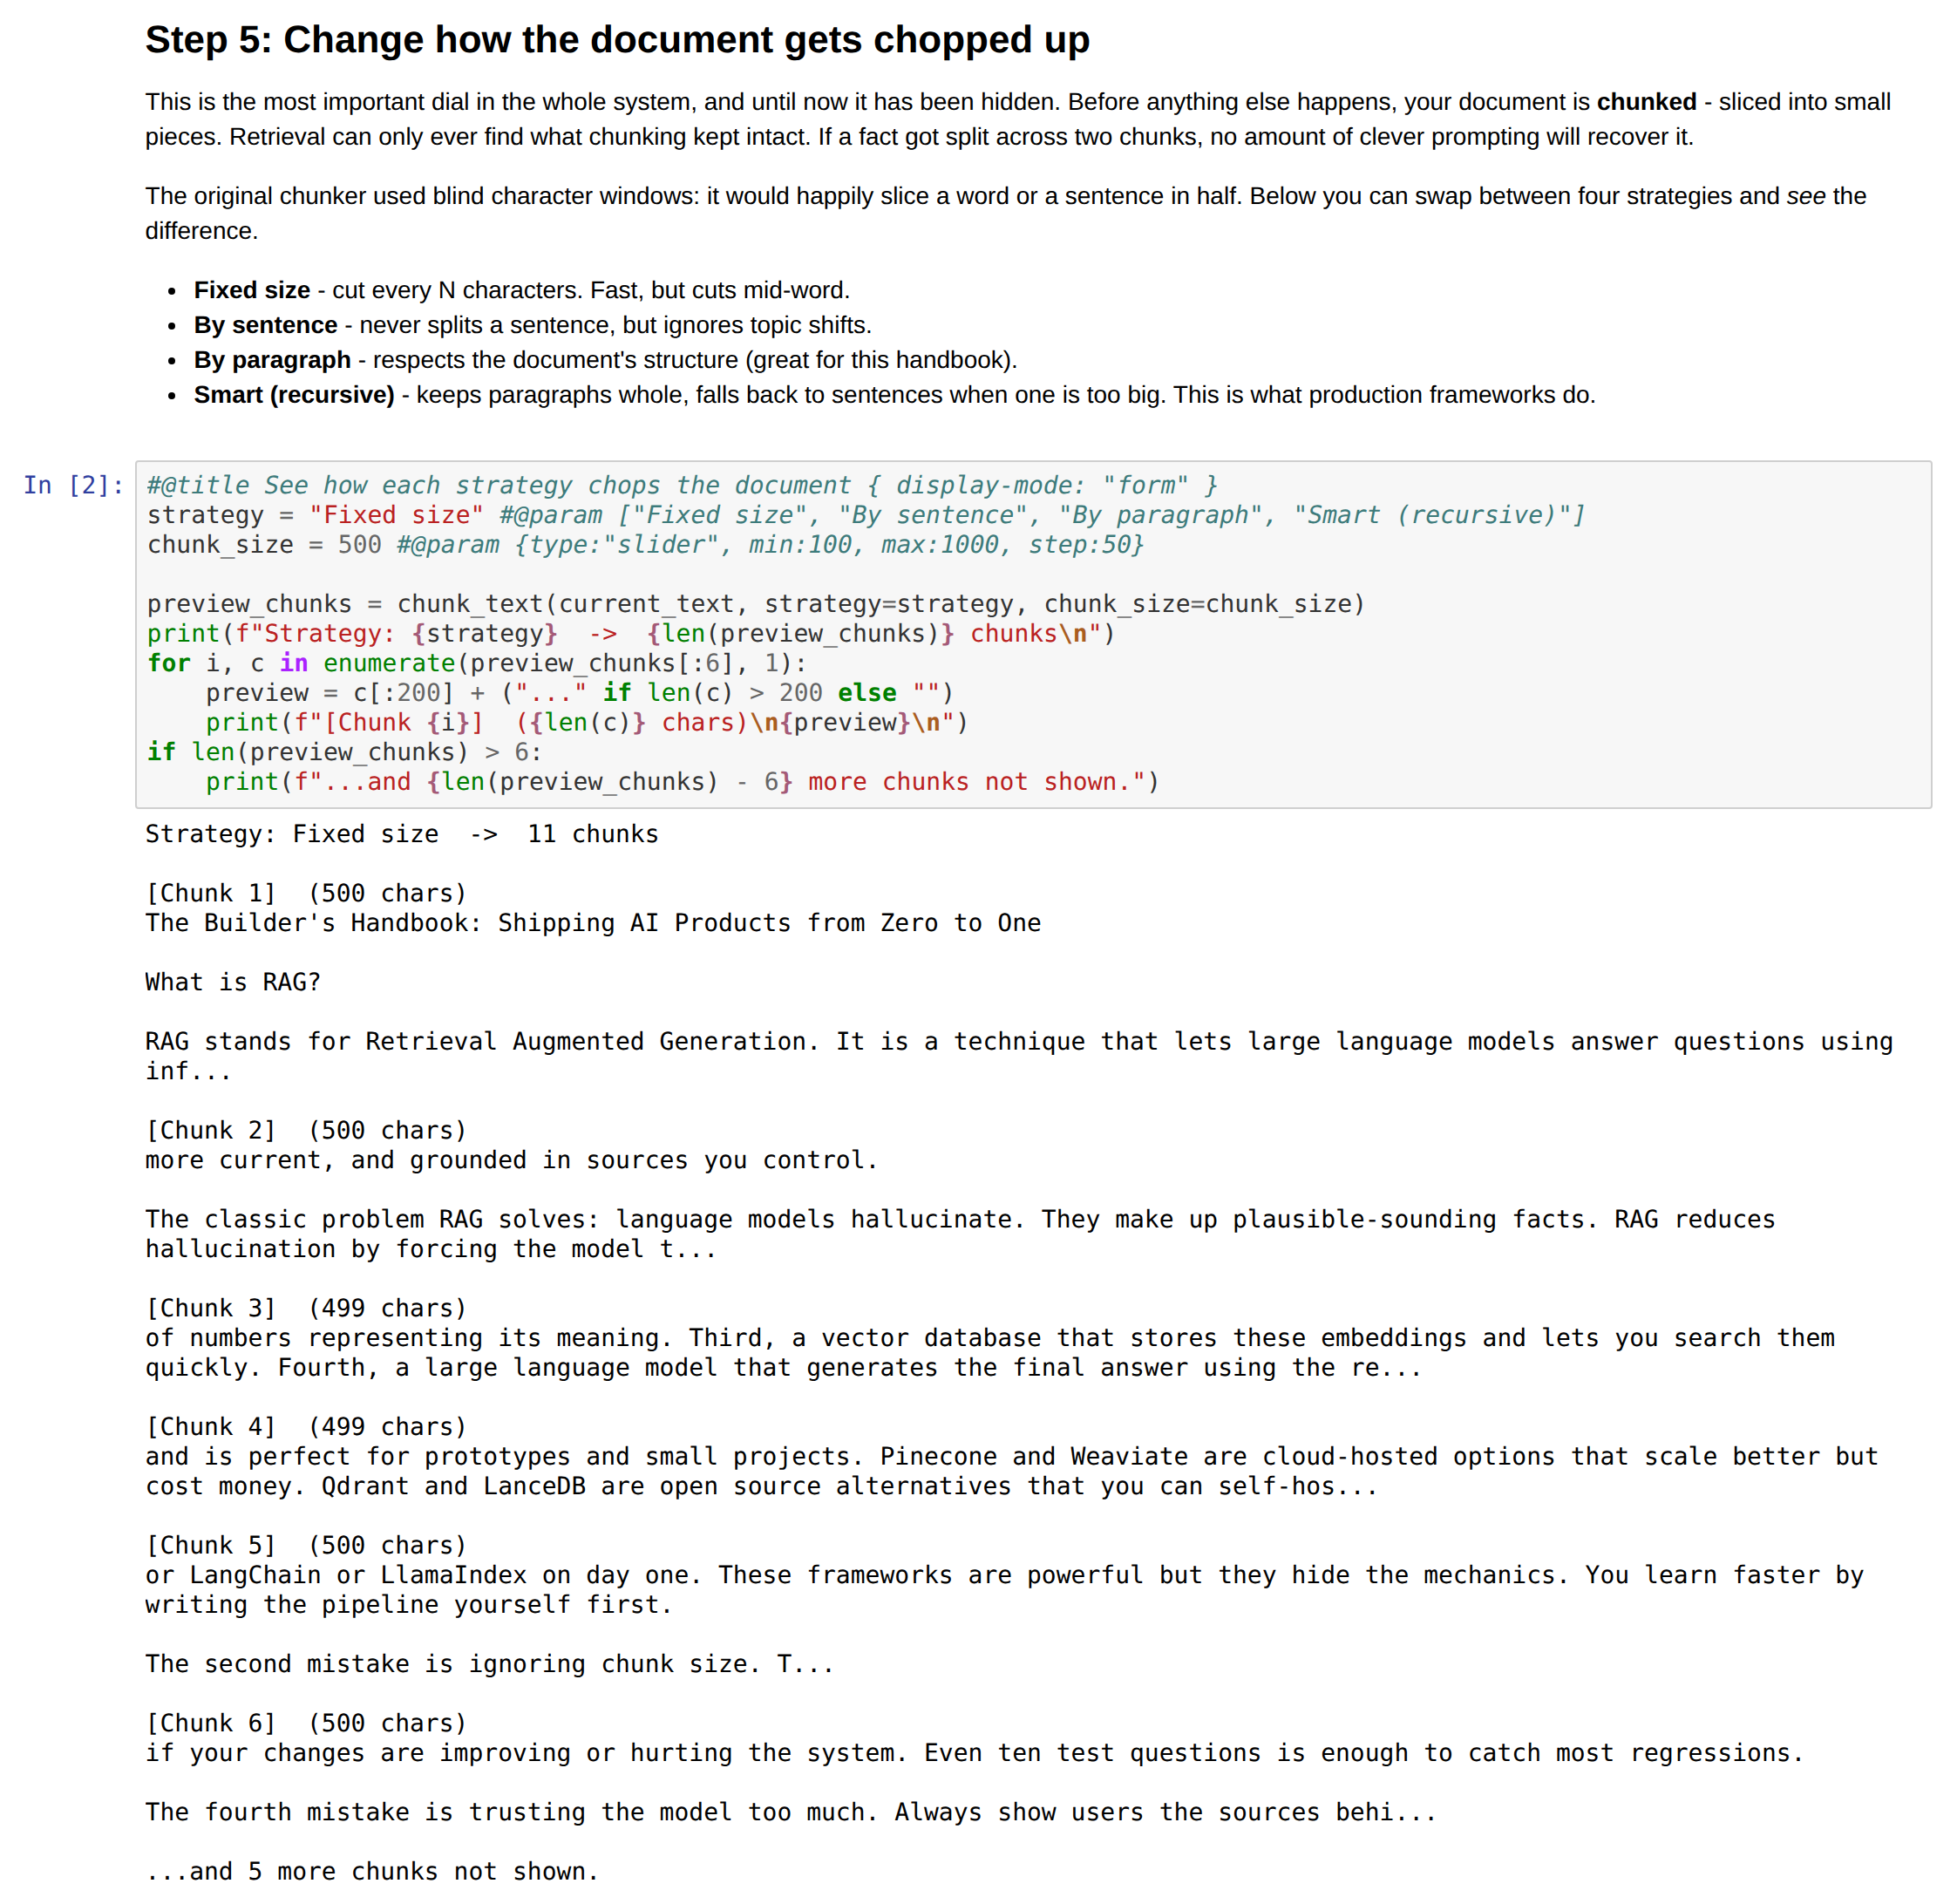 Step 5: Change how the document gets chopped up
This is the most important dial in the whole system, and until now it has been hidden. Before anything else happens, your document is chunked - sliced into small
pieces. Retrieval can only ever find what chunking kept intact. If a fact got split across two chunks, no amount of clever prompting will recover it.
The original chunker used blind character windows: it would happily slice a word or a sentence in half. Below you can swap between four strategies and see the
difference.
• Fixed size - cut every N characters. Fast, but cuts mid-word.
• By sentence - never splits a sentence, but ignores topic shifts.
• By paragraph - respects the document's structure (great for this handbook).
• Smart (recursive) - keeps paragraphs whole, falls back to sentences when one is too big. This is what production frameworks do.
In [2]:
#@title See how each strategy chops the document { display-mode: "form" }
strategy = "Fixed size" #@param ["Fixed size", "By sentence", "By paragraph", "Smart (recursive)"]
chunk_size = 500 #@param {type:"slider", min:100, max:1000, step:50}
preview_chunks = chunk_text(current_text, strategy=strategy, chunk_size=chunk_size)
print(f"Strategy: {strategy}  ->  {len(preview_chunks)} chunks\n")
for i, c in enumerate(preview_chunks[:6], 1):
    preview = c[:200] + ("..." if len(c) > 200 else "")
    print(f"[Chunk {i}]  ({len(c)} chars)\n{preview}\n")
if len(preview_chunks) > 6:
    print(f"...and {len(preview_chunks) - 6} more chunks not shown.")
Strategy: Fixed size  ->  11 chunks
[Chunk 1]  (500 chars)
The Builder's Handbook: Shipping AI Products from Zero to One
What is RAG?
RAG stands for Retrieval Augmented Generation. It is a technique that lets large language models answer questions using
inf...
[Chunk 2]  (500 chars)
more current, and grounded in sources you control.
The classic problem RAG solves: language models hallucinate. They make up plausible-sounding facts. RAG reduces
hallucination by forcing the model t...
[Chunk 3]  (499 chars)
of numbers representing its meaning. Third, a vector database that stores these embeddings and lets you search them
quickly. Fourth, a large language model that generates the final answer using the re...
[Chunk 4]  (499 chars)
and is perfect for prototypes and small projects. Pinecone and Weaviate are cloud-hosted options that scale better but
cost money. Qdrant and LanceDB are open source alternatives that you can self-hos...
[Chunk 5]  (500 chars)
or LangChain or LlamaIndex on day one. These frameworks are powerful but they hide the mechanics. You learn faster by
writing the pipeline yourself first.
The second mistake is ignoring chunk size. T...
[Chunk 6]  (500 chars)
if your changes are improving or hurting the system. Even ten test questions is enough to catch most regressions.
The fourth mistake is trusting the model too much. Always show users the sources behi...
...and 5 more chunks not shown.